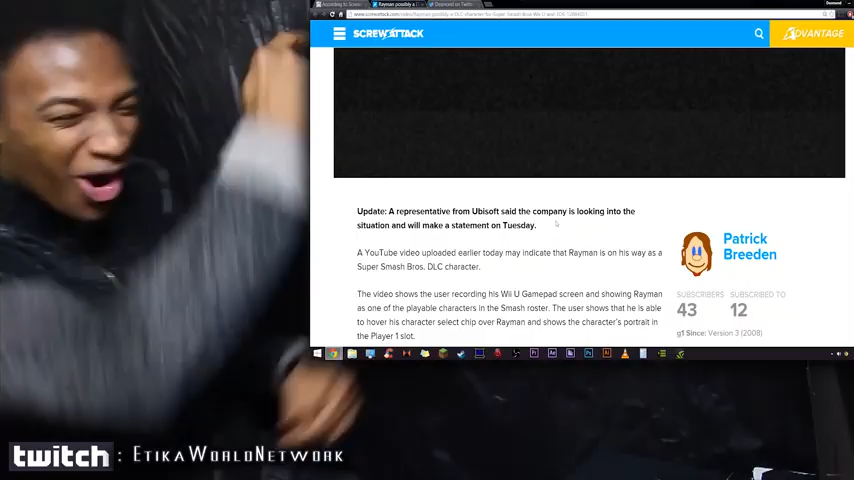 SCREWATTACK
ADVANTAGE
Update: A representative from Ubisoft said the company is looking into the
situation and will make a statement on Tuesday.
A YouTube video uploaded earlier today may indicate that Rayman is on his way as a
Super Smash Bros. DLC character.
The video shows the user recording his Wii U Gamepad screen and showing Rayman
as one of the playable characters in the Smash roster. The user shows that he is able
to hover his character select chip over Rayman and shows the character's portrait in
the Player 1 slot.
Patrick
Breeden
SUBSCRIBERS SUBSCRIBED TO
43 12
g1 Since: Version 3 (2008)
twitch : EtikaWorldNetwork